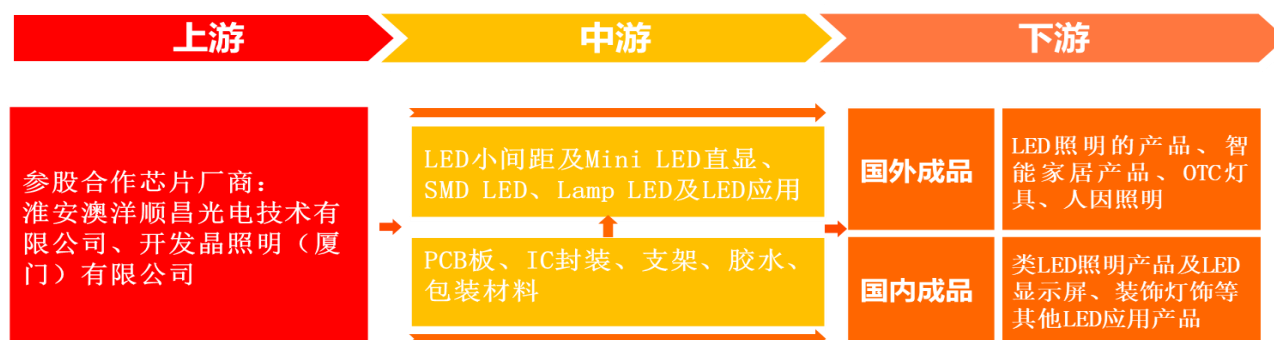 上游
中游
下游
参股合作芯片厂商：
淮安澳洋顺昌光电技术有
限公司、开发晶照明（厦
门）有限公司
LED小间距及Mini LED直显、
SMD LED、Lamp LED及LED应用
PCB板、IC封装、支架、胶水、
包装材料
国外成品
LED照明的产品、智
能家居产品、OTC灯
具、人因照明
国内成品
类LED照明产品及LED
显示屏、装饰灯饰等
其他LED应用产品